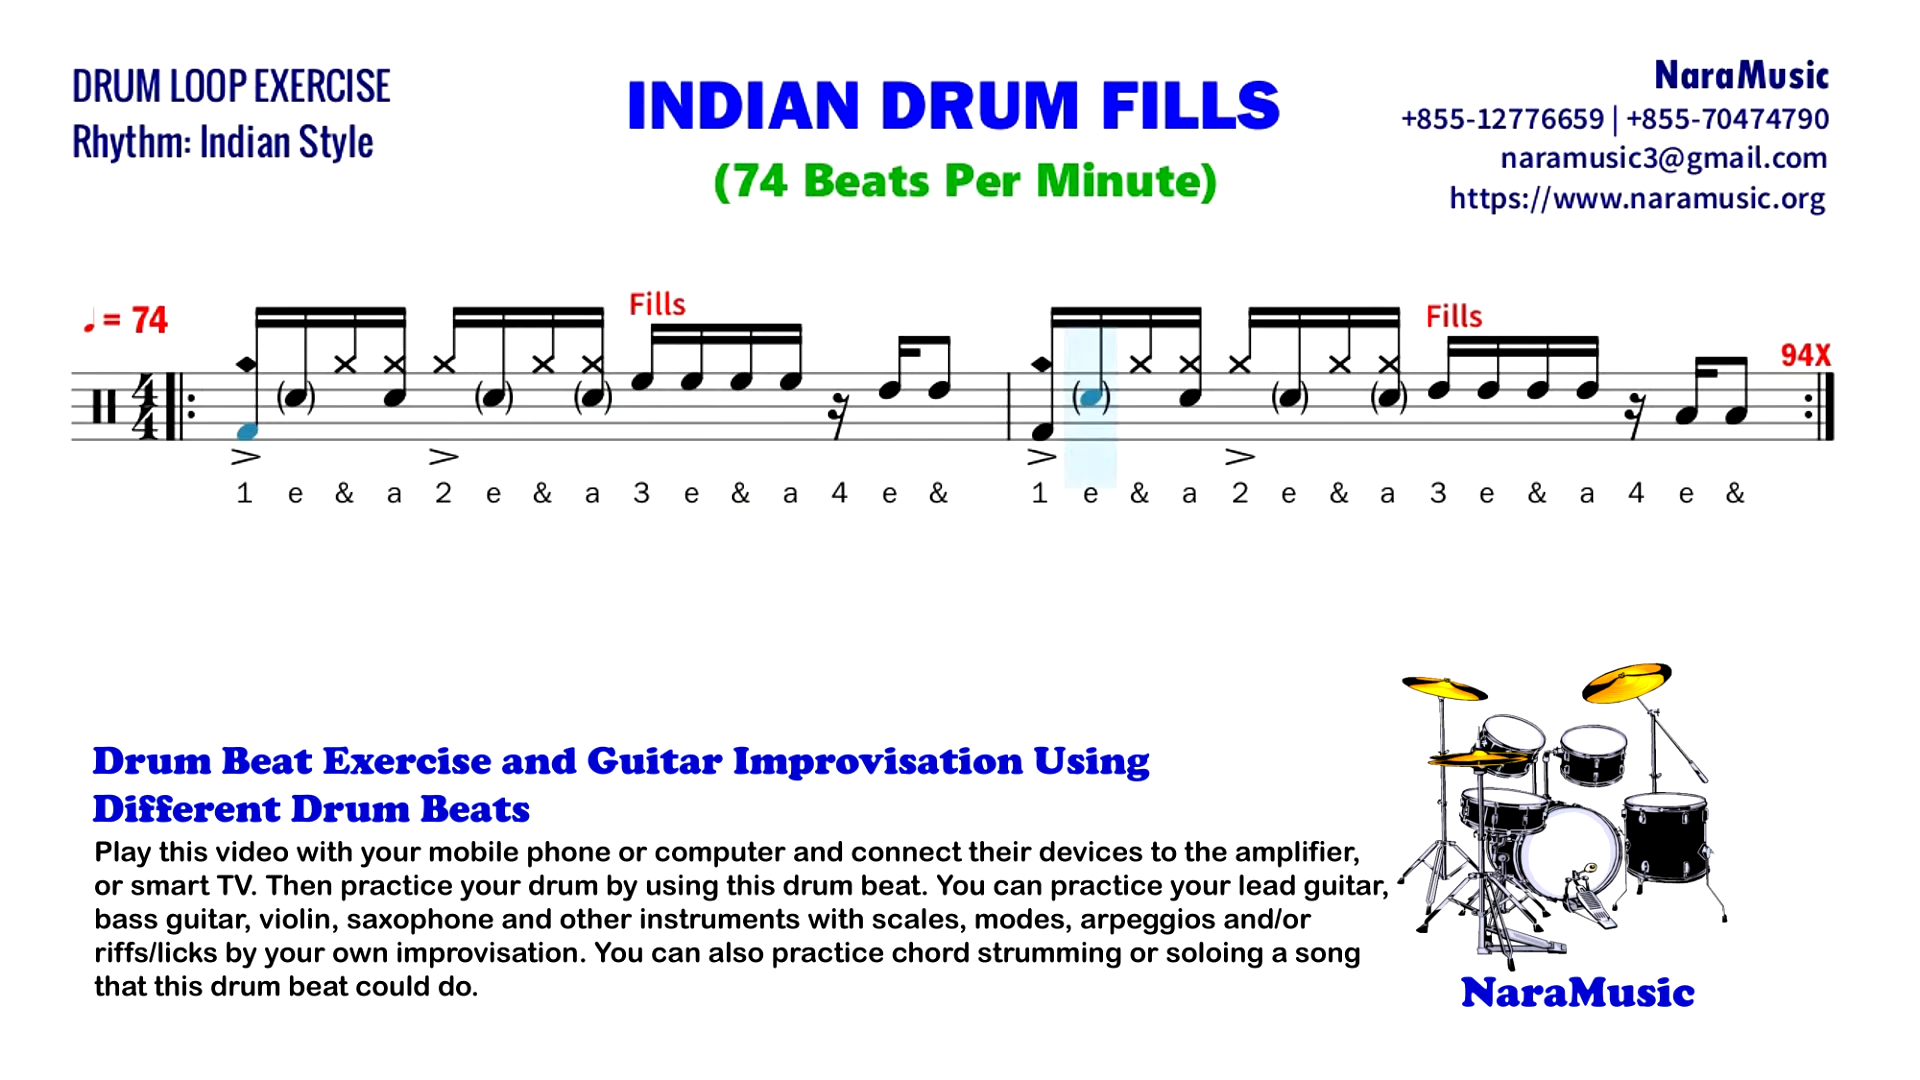 DRUM LOOP EXERCISE
Rhythm: Indian Style
INDIAN DRUM FILLS
(74 Beats Per Minute)
NaraMusic
+855-12776659 | +855-70474790
naramusic3@gmail.com
https://www.naramusic.org
♩ = 74
Fills
Fills
94X
4
4
1 e & a 2 e & a 3 e & a 4 e & 1 e & a 2 e & a 3 e & a 4 e &
Drum Beat Exercise and Guitar Improvisation Using
Different Drum Beats
Play this video with your mobile phone or computer and connect their devices to the amplifier,
or smart TV. Then practice your drum by using this drum beat. You can practice your lead guitar,
bass guitar, violin, saxophone and other instruments with scales, modes, arpeggios and/or
riffs/licks by your own improvisation. You can also practice chord strumming or soloing a song
that this drum beat could do.
NaraMusic